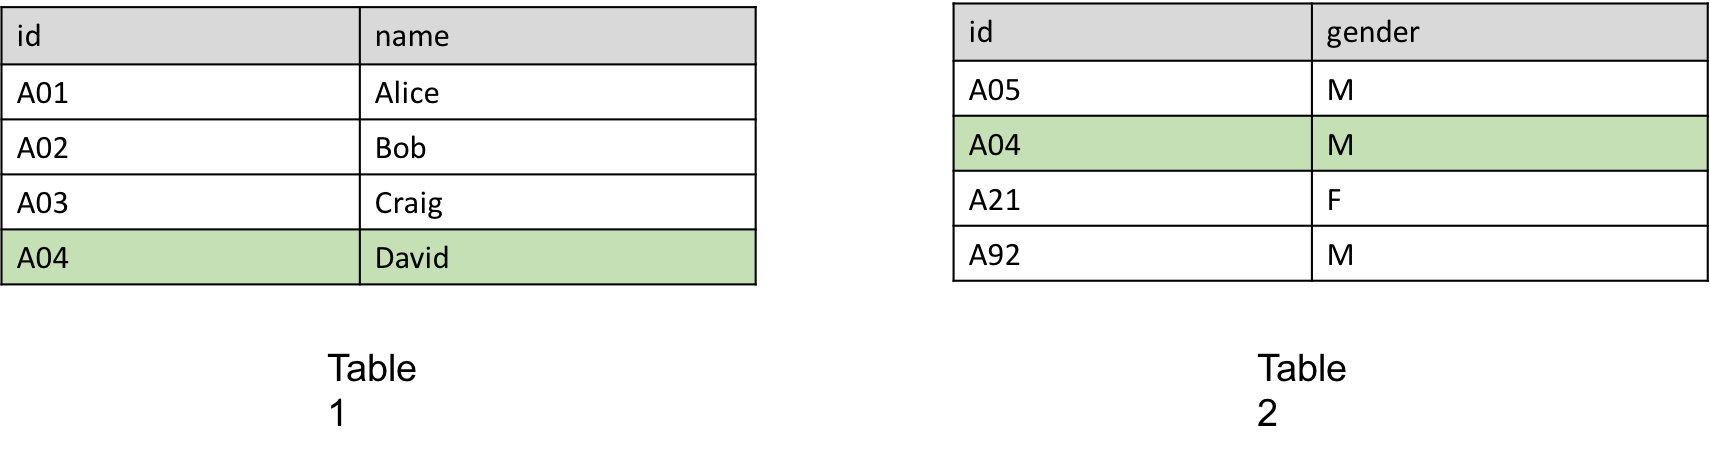 id name
A01 Alice
A02 Bob
A03 Craig
A04 David
Table
1
id gender
A05 M
A04 M
A21 F
A92 M
Table
2